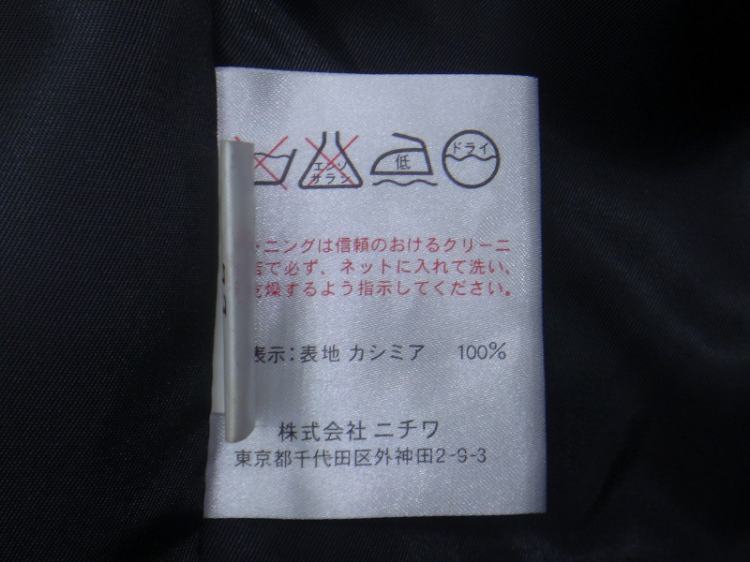 エンソ
サラシ
低
ドライ
ーニングは信頼のおけるクリーニ
店で必ず、ネットに入れて洗い、
乾燥するよう指示してください。
表示：表地 カシミア 100%
株式会社 ニチワ
東京都千代田区外神田2-9-3